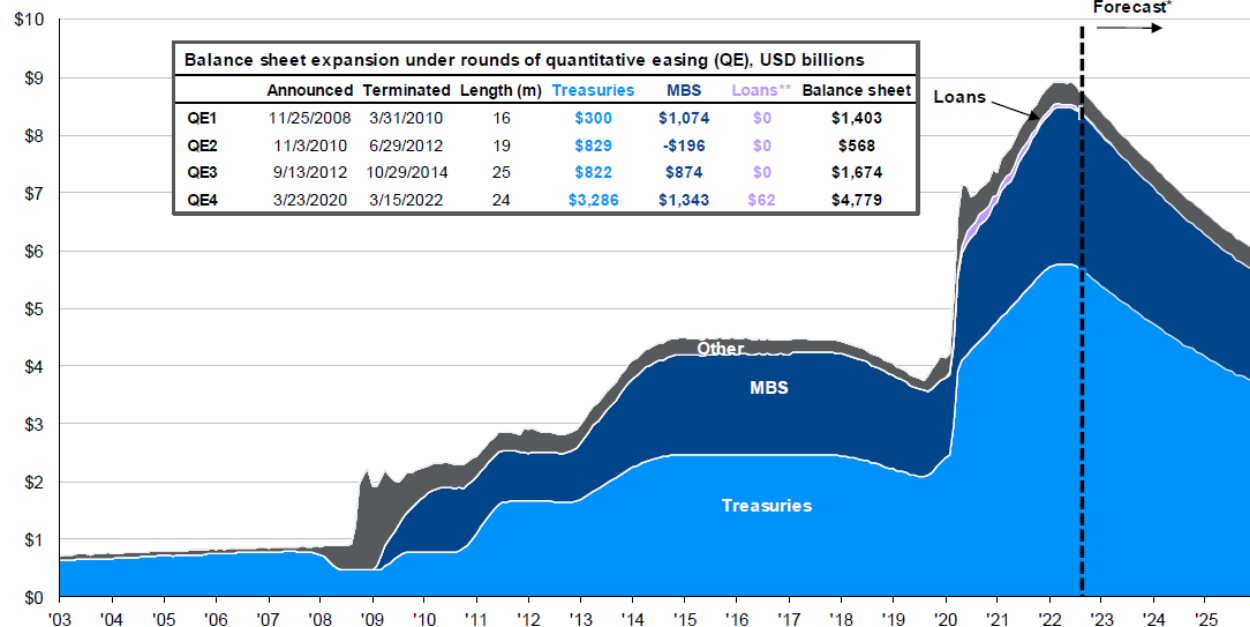 Forecast*
$10
$9
$8
$7
$6
$5
$4
$3
$2
$1
$0
Balance sheet expansion under rounds of quantitative easing (QE), USD billions
Announced Terminated Length (m) Treasuries MBS Loans** Balance sheet
QE1 11/25/2008 3/31/2010 16 $300 $1,074 $0 $1,403
QE2 11/3/2010 6/29/2012 19 $829 -$196 $0 $568
QE3 9/13/2012 10/29/2014 25 $822 $874 $0 $1,674
QE4 3/23/2020 3/15/2022 24 $3,286 $1,343 $62 $4,779
Loans
Other
MBS
Treasuries
'03 '04 '05 '06 '07 '08 '09 '10 '11 '12 '13 '14 '15 '16 '17 '18 '19 '20 '21 '22 '23 '24 '25